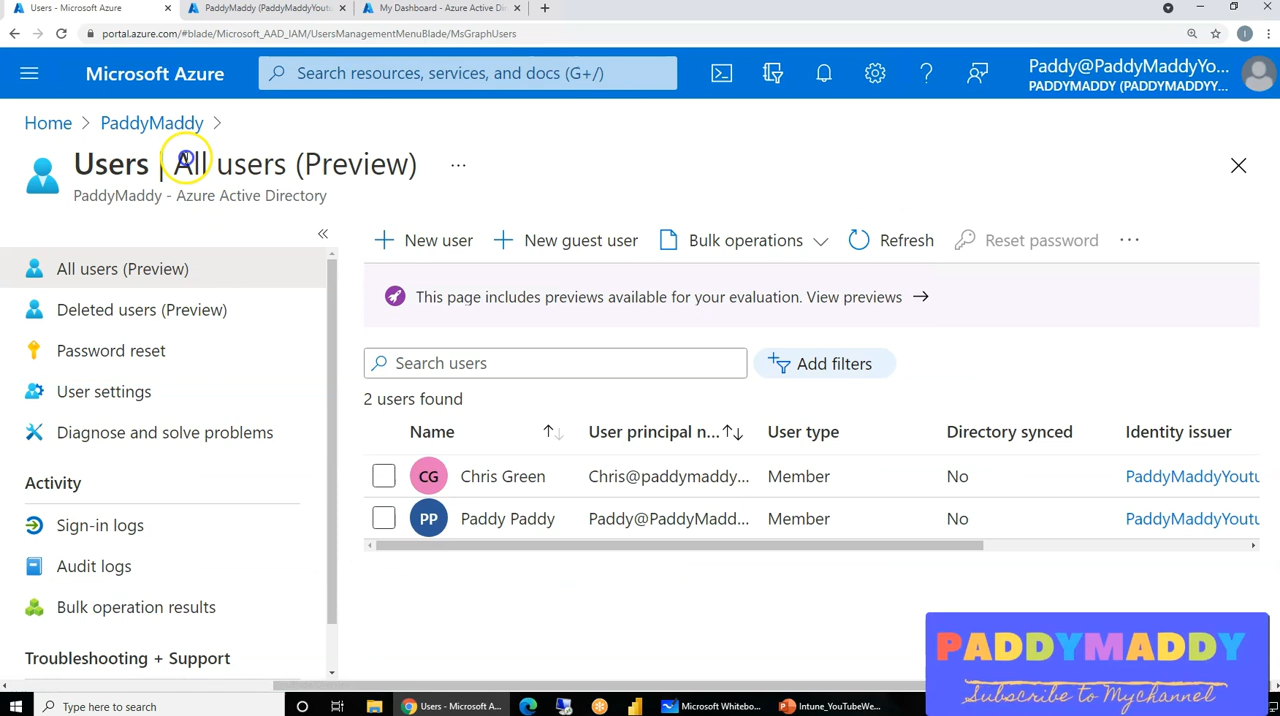 Users - Microsoft Azure
PaddyMaddy (PaddyMaddyYoutu
My Dashboard - Azure Active Dire
portal.azure.com/#blade/Microsoft_AAD_IAM/UsersManagementMenuBlade/MsGraphUsers
I
Microsoft Azure
Search resources, services, and docs (G+/)
Paddy@PaddyMaddyYo...
PADDYMADDY (PADDYMADDYY...
Home > PaddyMaddy >
Users | All users (Preview) ...
PaddyMaddy - Azure Active Directory
«
New user
New guest user
Bulk operations
Refresh
Reset password
...
All users (Preview)
Deleted users (Preview)
Password reset
User settings
Diagnose and solve problems
Activity
Sign-in logs
Audit logs
Bulk operation results
Troubleshooting + Support
This page includes previews available for your evaluation. View previews →
Search users
Add filters
2 users found
Name ↑↓ User principal n...↑↓ User type Directory synced Identity issuer
CG Chris Green Chris@paddymaddy... Member No PaddyMaddyYoutu
PP Paddy Paddy Paddy@PaddyMadd... Member No PaddyMaddyYoutu
PADDYMADDY
Subscribe to Mychannel
Type here to search
Users - Microsoft A...
Microsoft Whitebo...
Intune_YouTubeWe...